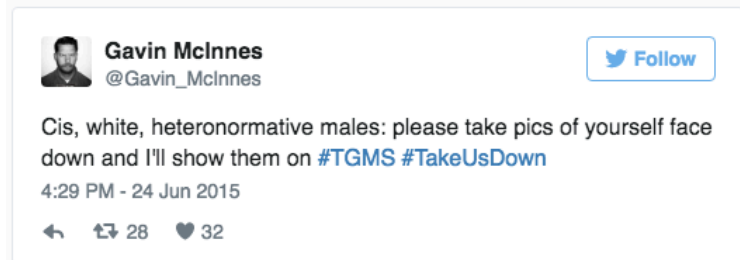 Gavin McInnes
@Gavin_McInnes
Follow
Cis, white, heteronormative males: please take pics of yourself face
down and I'll show them on #TGMS #TakeUsDown
4:29 PM - 24 Jun 2015
28 32